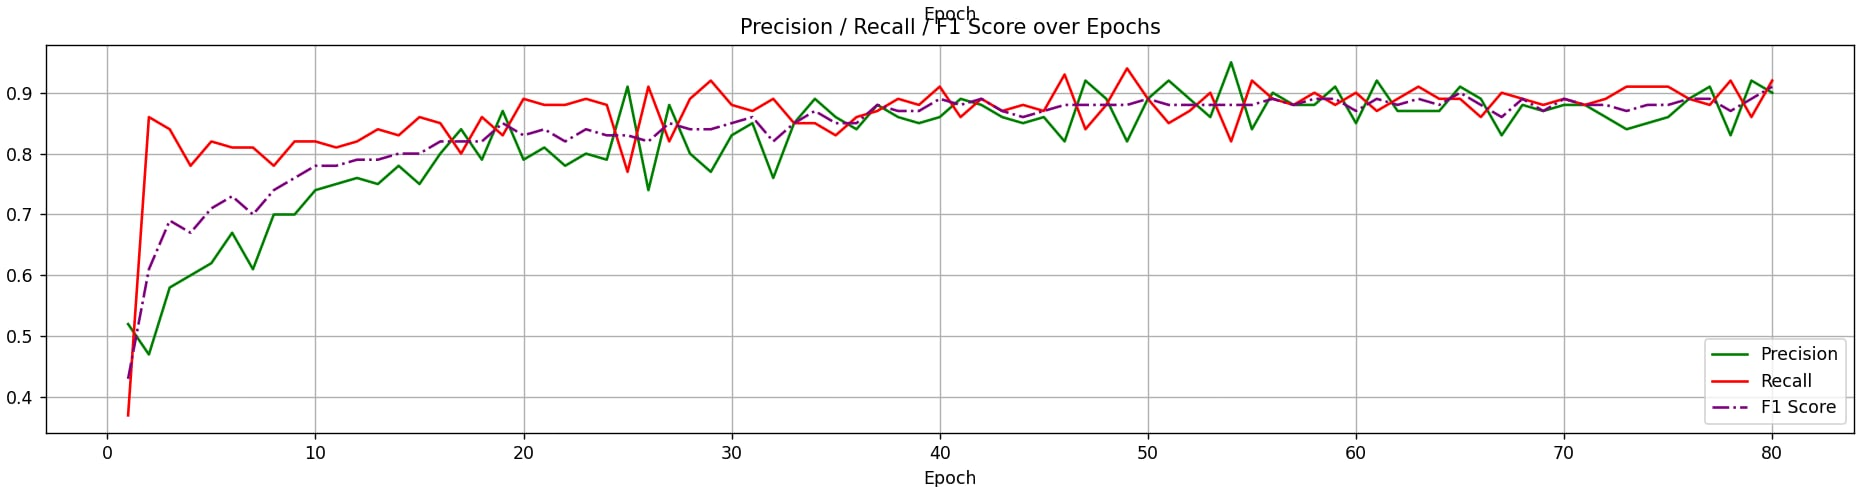 Epoch
Precision / Recall / F1 Score over Epochs
0.9
0.8
0.7
0.6
0.5
0.4
Precision
Recall
F1 Score
0 10 20 30 40 50 60 70 80
Epoch